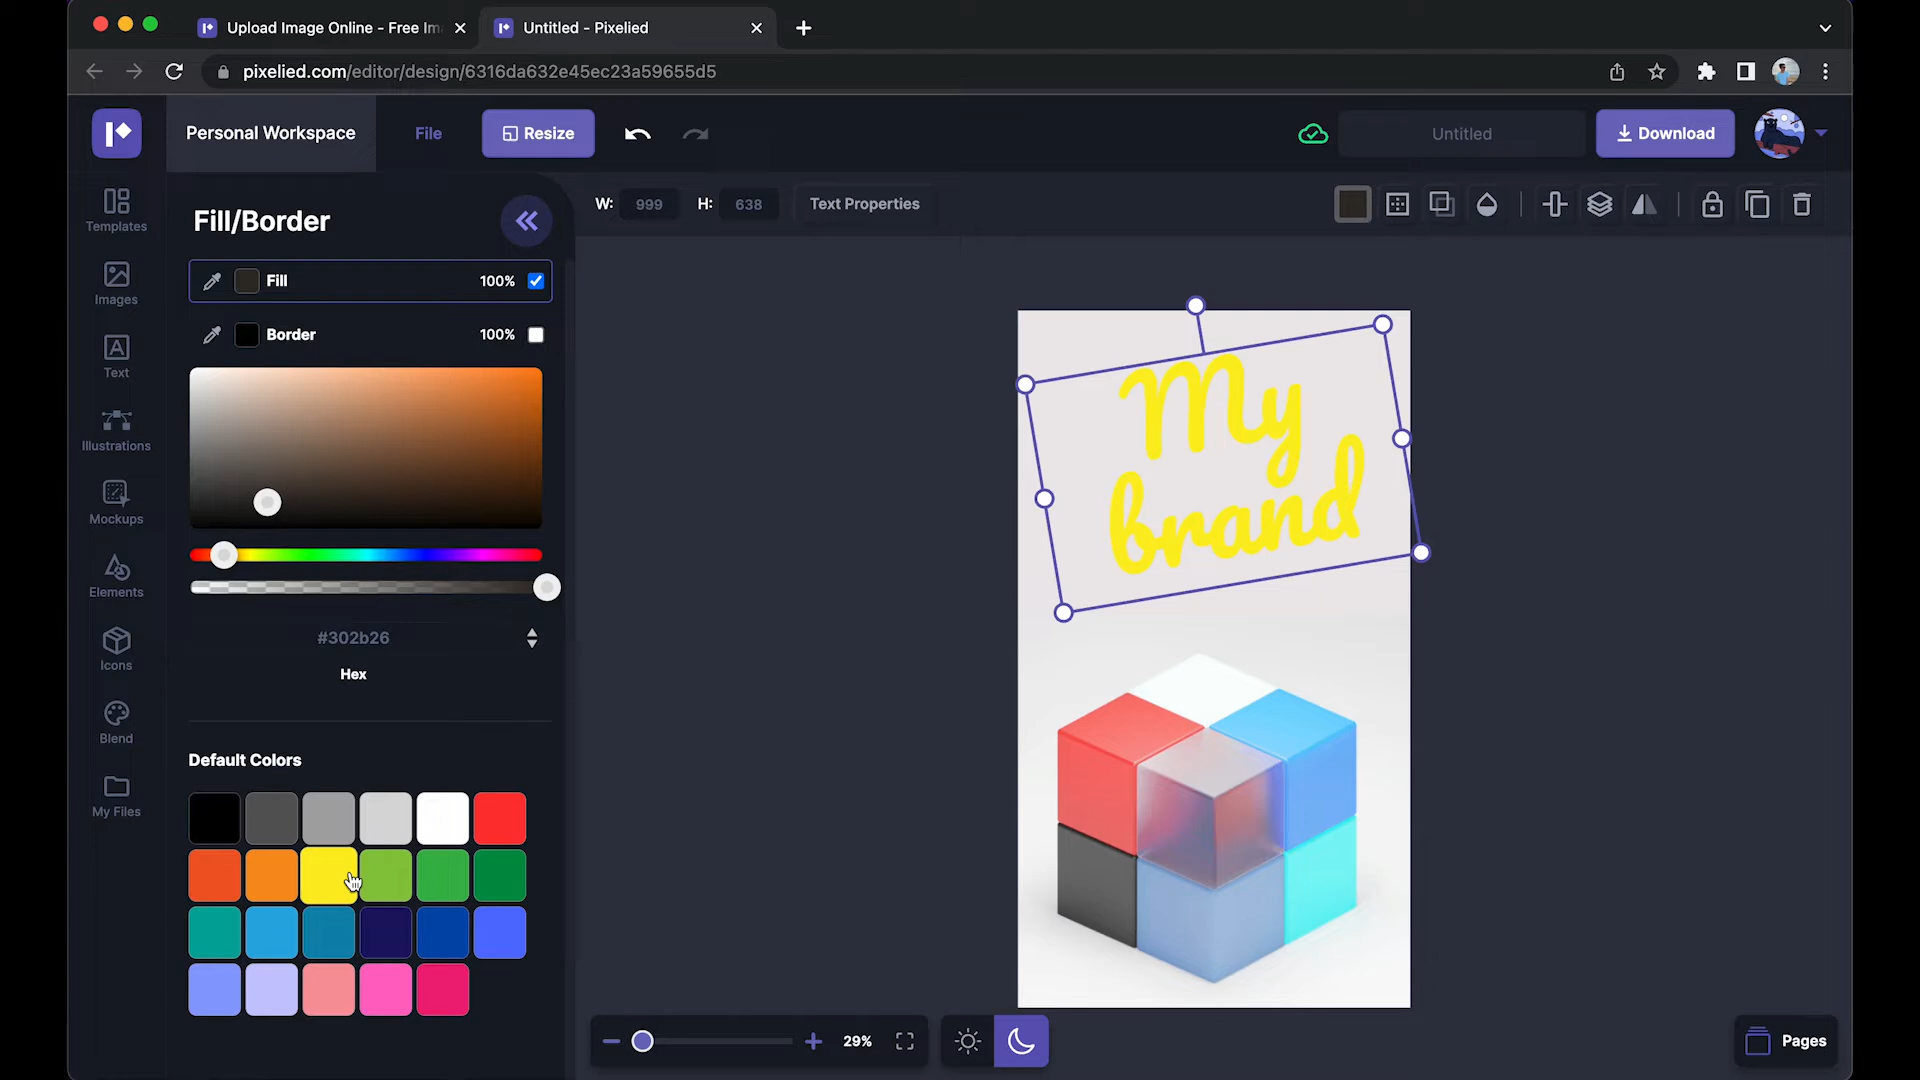 Upload Image Online - Free Im
Untitled - Pixelied
pixelied.com/editor/design/6316da632e45ec23a59655d5
Personal Workspace
File
Resize
Untitled
Download
Templates
Images
Text
Illustrations
Mockups
Elements
Icons
Blend
My Files
Fill/Border
Fill
100%
Border
100%
#302b26
Hex
Default Colors
W: 999 H: 638 Text Properties
My
brand
29%
Pages